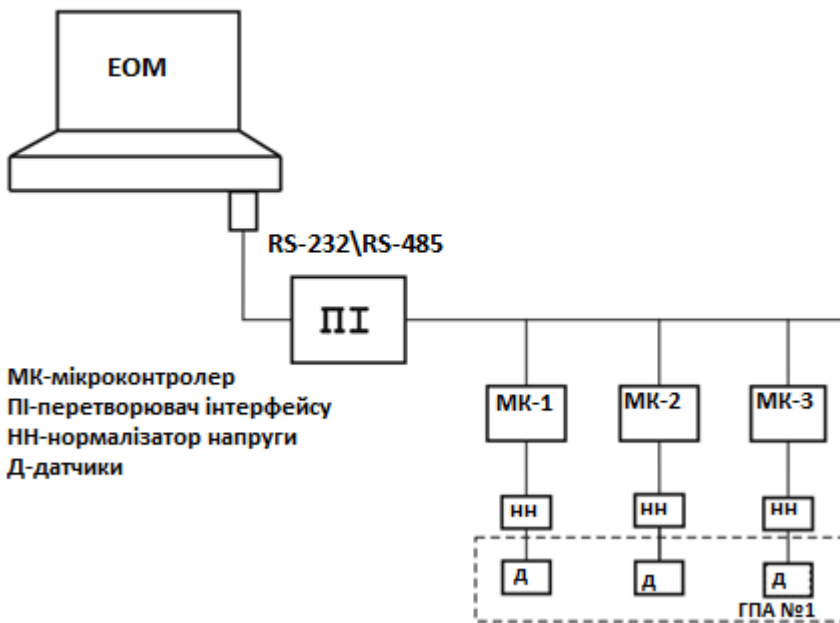 ЕОМ
RS-232\RS-485
ПІ
МК-мікроконтролер
ПІ-перетворювач інтерфейсу
НН-нормалізатор напруги
Д-датчики
МК-1
МК-2
МК-3
НН
НН
НН
Д
Д
Д
ГПА №1